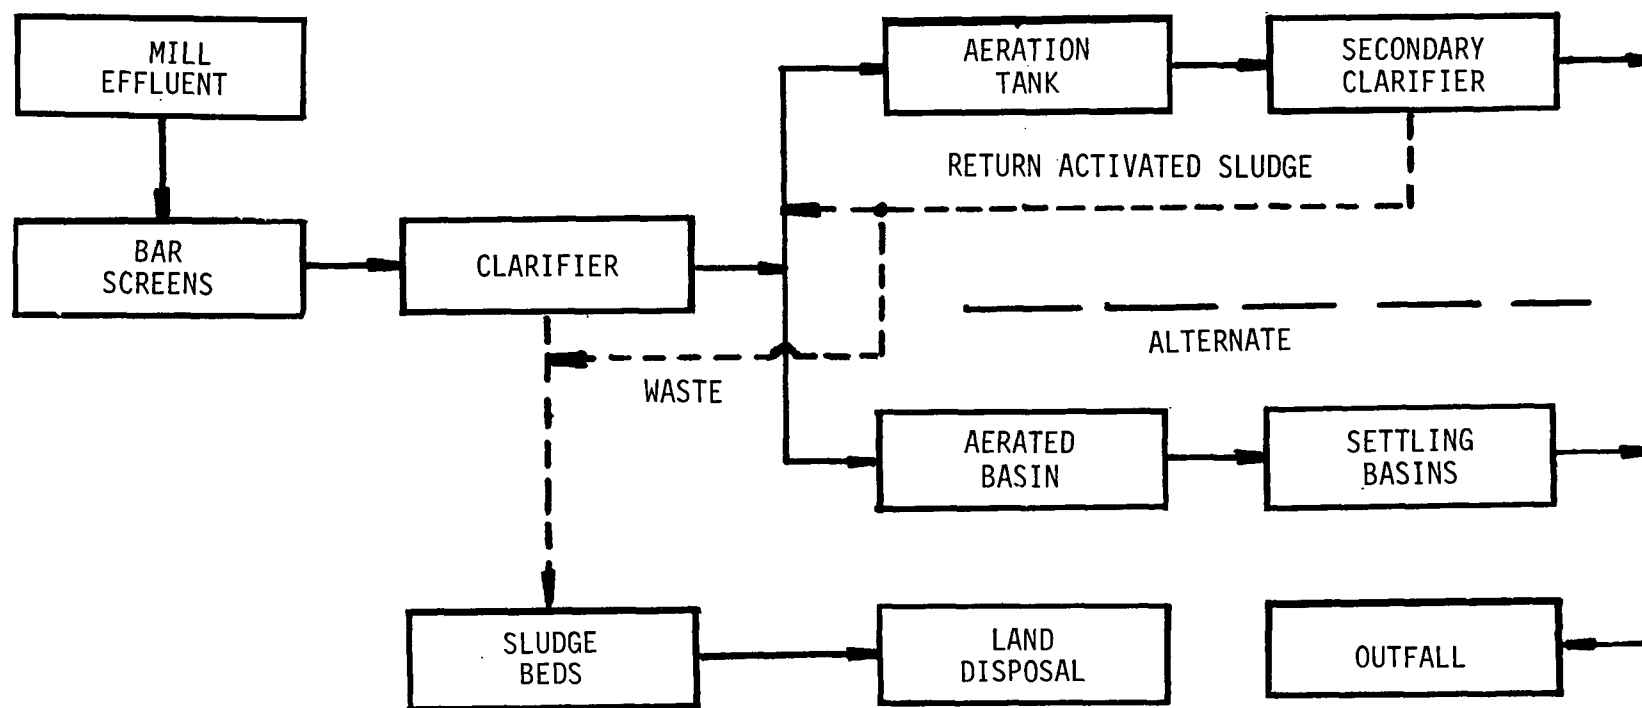 MILL
EFFLUENT
AERATION
TANK
SECONDARY
CLARIFIER
RETURN ACTIVATED SLUDGE
BAR
SCREENS
CLARIFIER
ALTERNATE
WASTE
AERATED
BASIN
SETTLING
BASINS
SLUDGE
BEDS
LAND
DISPOSAL
OUTFALL